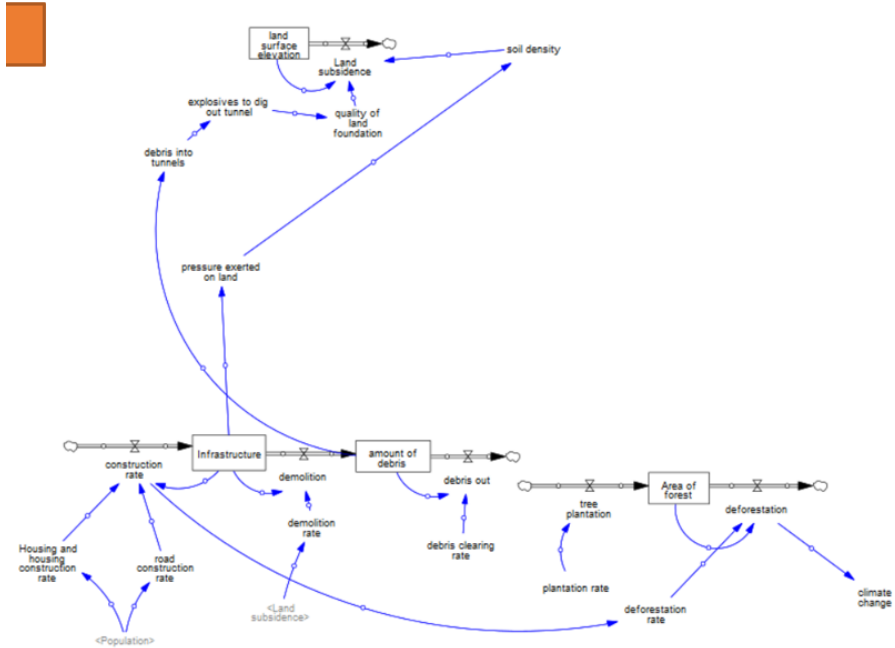 land
surface
elevation
Land
subsidence
soil density
explosives to dig
out tunnel
quality of
land
foundation
debris into
tunnels
pressure exerted
on land
Infrastructure
amount of
debris
construction
rate
demolition
debris out
Area of
forest
tree
plantation
deforestation
demolition
rate
Housing and
housing
construction
rate
road
construction
rate
debris clearing
rate
plantation rate
climate
change
<Land
subsidence>
deforestation
rate
<Population>